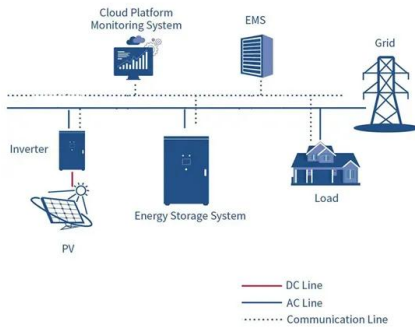 Cloud Platform
Monitoring System
EMS
Grid
Inverter
Energy Storage System
Load
PV
DC Line
AC Line
Communication Line